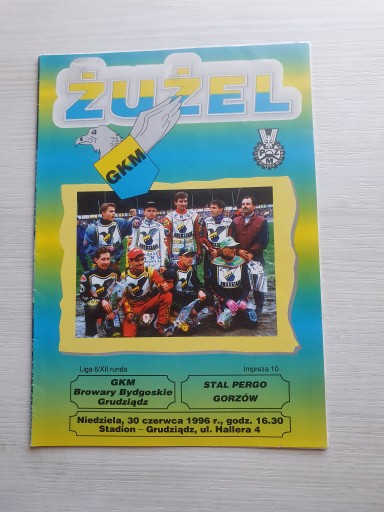 ŻUŻEL
GKM
Liga 6/XII runda
Impreza 10
GKM
Browary Bydgoskie
Grudziądz
STAL PERGO
GORZÓW
Niedziela, 30 czerwca 1996 r., godz. 16.30
Stadion – Grudziądz, ul. Hallera 4